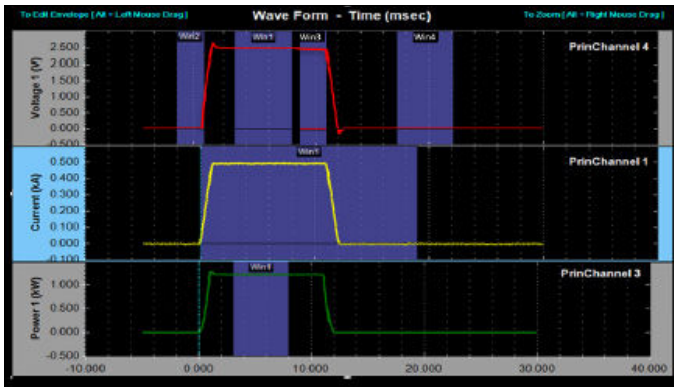 To Edit Envelope [ Alt + Left Mouse Drag ] Wave Form - Time (msec) To Zoom [ Alt + Right Mouse Drag ]
Win2 Win1 Win3 Win4
PrinChannel 4
Voltage 1 (V)
2.500
2.000
1.500
1.000
0.500
0.000
-0.500
Win1
PrinChannel 1
Current (kA)
0.500
0.400
0.300
0.200
0.100
0.000
-0.100
Win1
PrinChannel 3
Power 1 (kW)
1.000
0.500
0.000
-0.500
-10.000 0.000 10.000 20.000 30.000 40.000